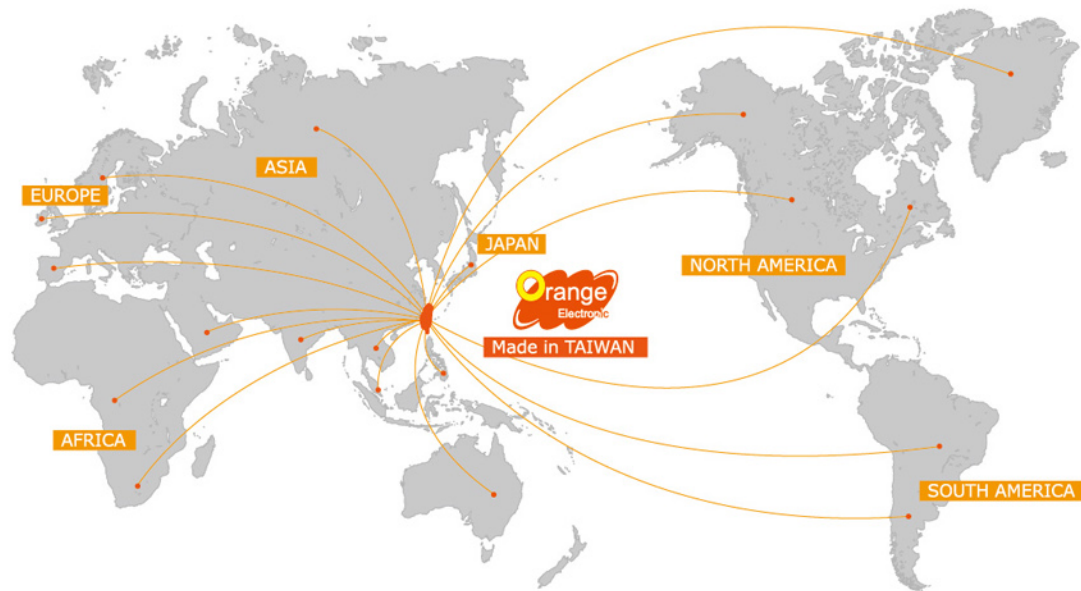 ASIA
EUROPE
JAPAN
NORTH AMERICA
Orange
Electronic
Made in TAIWAN
AFRICA
SOUTH AMERICA